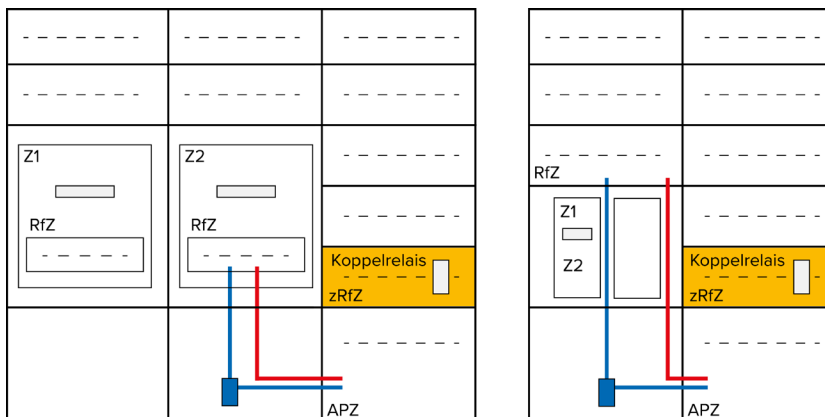 Z1
RfZ
Z2
RfZ
Koppelrelais
zRfZ
APZ
RfZ
Z1
Z2
Koppelrelais
zRfZ
APZ